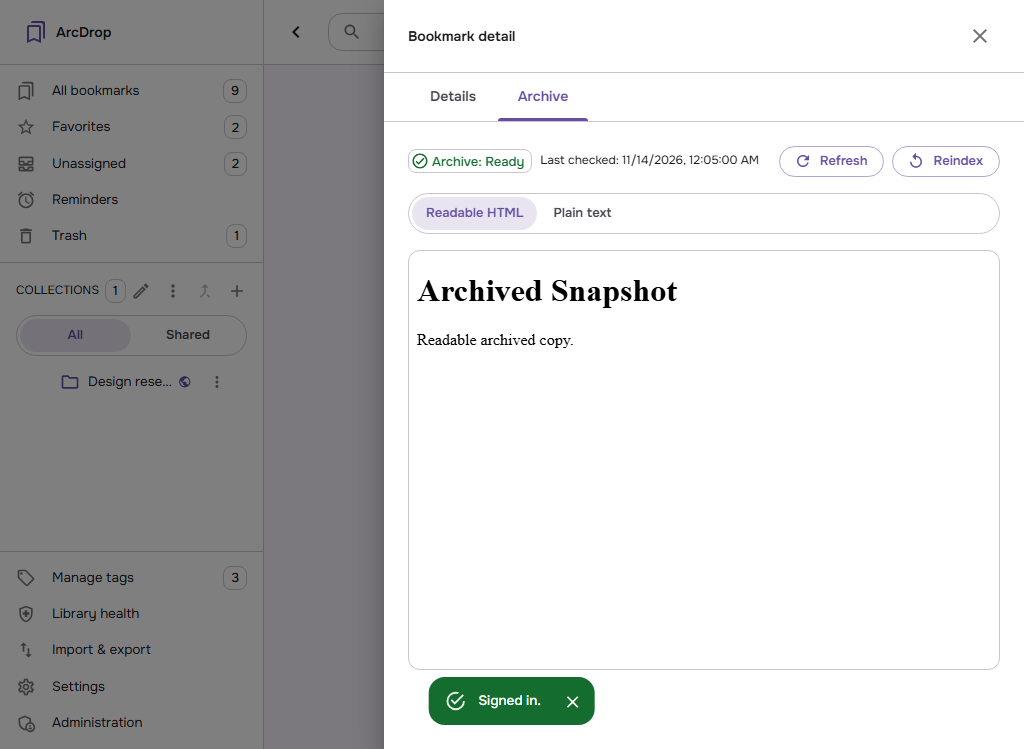 ArcDrop
All bookmarks 9
Favorites 2
Unassigned 2
Reminders
Trash 1
COLLECTIONS 1
All Shared
Design rese...
Manage tags 3
Library health
Import & export
Settings
Administration
Bookmark detail
Details Archive
Archive: Ready Last checked: 11/14/2026, 12:05:00 AM Refresh Reindex
Readable HTML Plain text
Archived Snapshot
Readable archived copy.
Signed in.